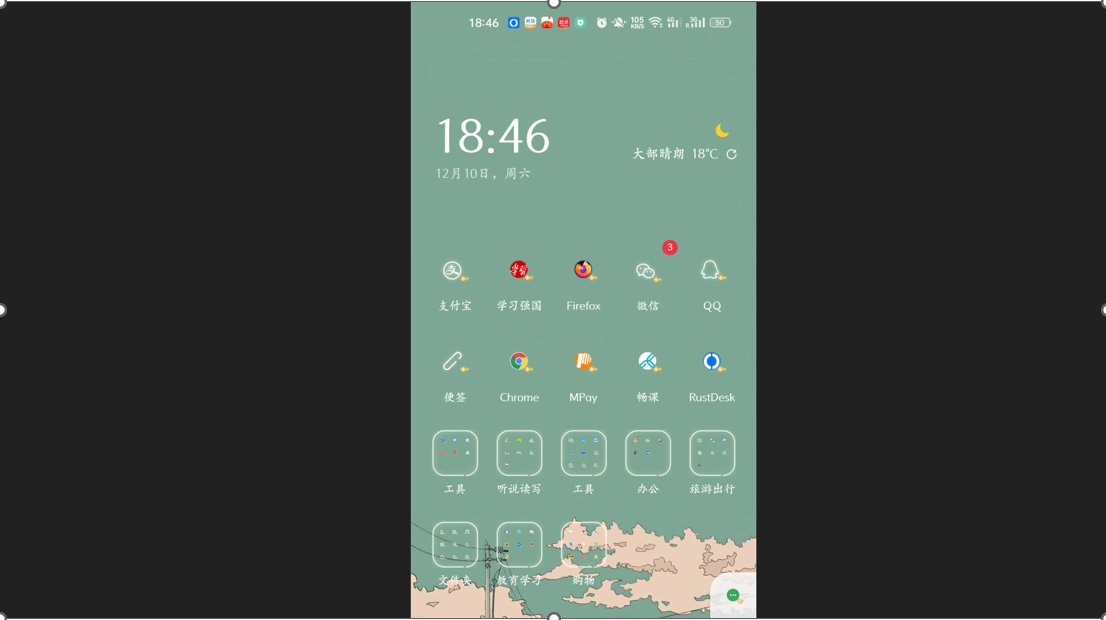 18:46 105 KB/S 4G 3G R 50
18:46
大部晴朗 18°C
12月10日，周六
3
支付宝 学习强国 Firefox 微信 QQ
便签 Chrome MPay 畅课 RustDesk
工具 听说读写 工具 办公 旅游出行
文件夹 教育学习 购物